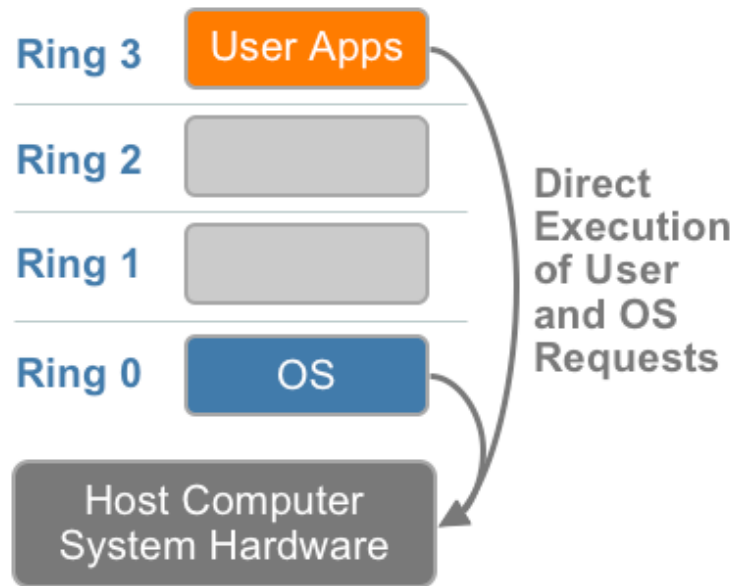 Ring 3
User Apps
Ring 2
Ring 1
Direct
Execution
of User
and OS
Requests
Ring 0
OS
Host Computer
System Hardware